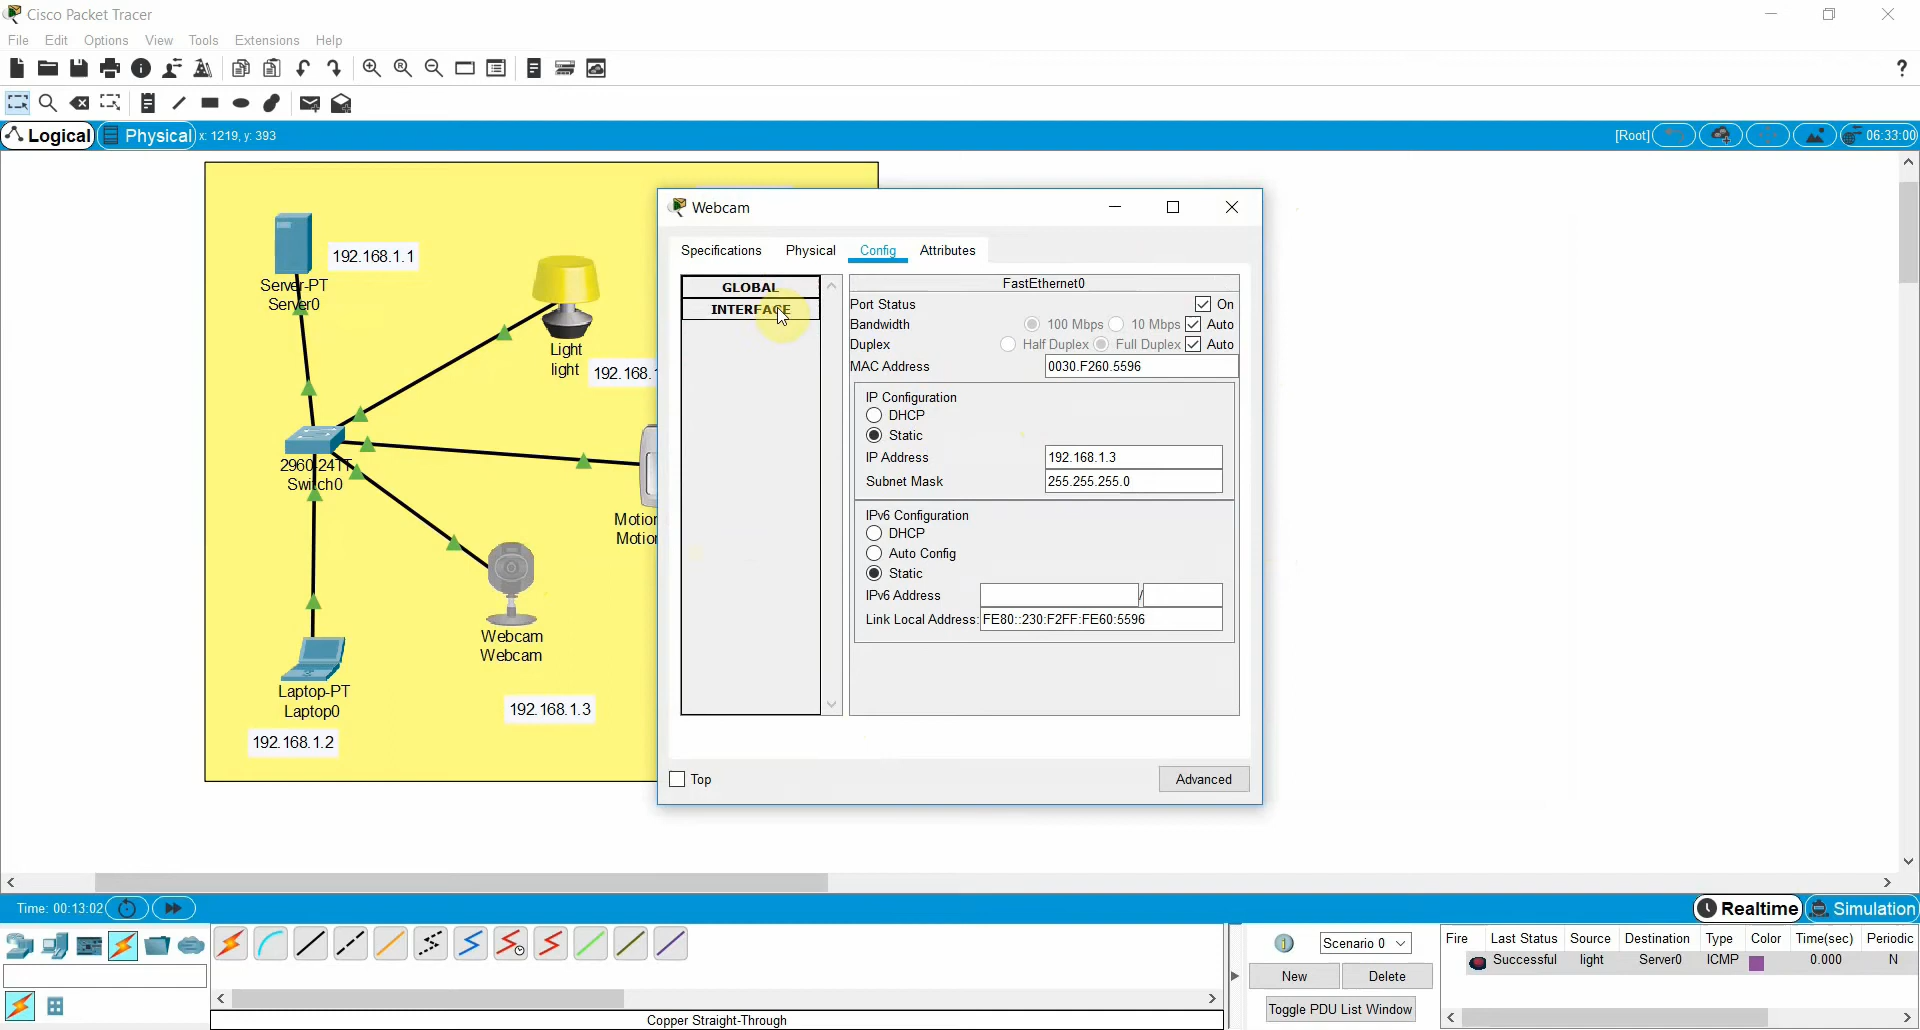 Cisco Packet Tracer
File Edit Options View Tools Extensions Help
?
Logical Physical x: 1219, y: 393 [Root] 06:33:00
192.168.1.1
Server-PT
Server0
Light
light
192.168.
2960-24TT
Switch0
Motion
Motio
Webcam
Webcam
Laptop-PT
Laptop0
192.168.1.3
192.168.1.2
Webcam
Specifications Physical Config Attributes
GLOBAL
INTERFACE
FastEthernet0
Port Status On
Bandwidth 100 Mbps 10 Mbps Auto
Duplex Half Duplex Full Duplex Auto
MAC Address 0030.F260.5596
IP Configuration
DHCP
Static
IP Address 192.168.1.3
Subnet Mask 255.255.255.0
IPv6 Configuration
DHCP
Auto Config
Static
IPv6 Address /
Link Local Address: FE80::230:F2FF:FE60:5596
Top Advanced
Time: 00:13:02 Realtime Simulation
Scenario 0
New Delete
Toggle PDU List Window
Fire Last Status Source Destination Type Color Time(sec) Periodic
Successful light Server0 ICMP 0.000 N
Copper Straight-Through